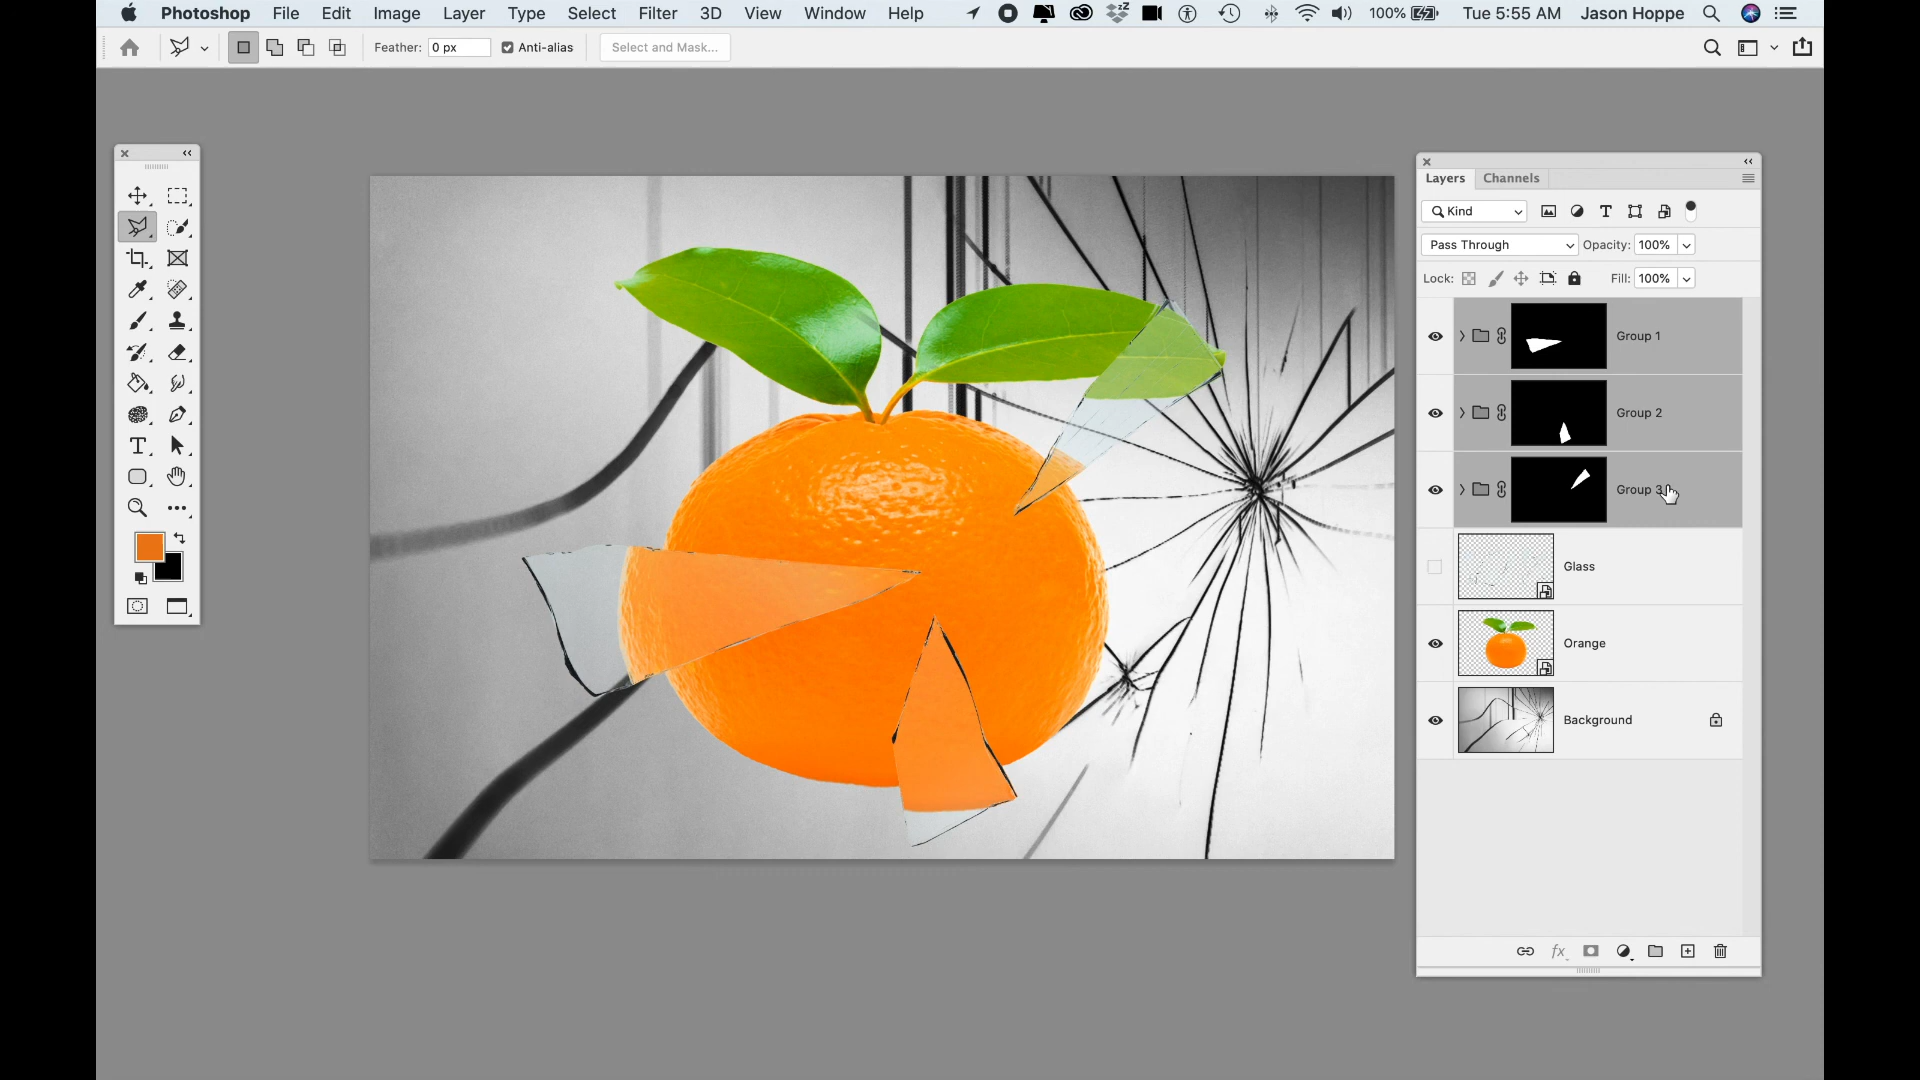 Photoshop File Edit Image Layer Type Select Filter 3D View Window Help 100% Tue 5:55 AM Jason Hoppe
Feather: 0 px Anti-alias Select and Mask...
Layers Channels
Kind
Pass Through Opacity: 100%
Lock: Fill: 100%
Group 1
Group 2
Group 3
Glass
Orange
Background